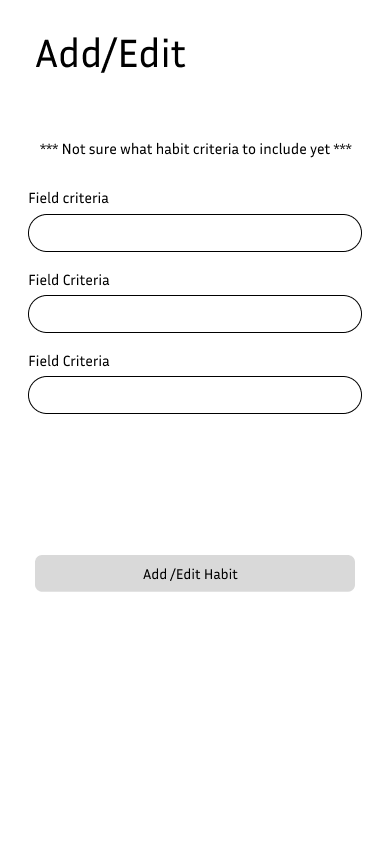 Add/Edit
*** Not sure what habit criteria to include yet ***
Field criteria
Field Criteria
Field Criteria
Add /Edit Habit